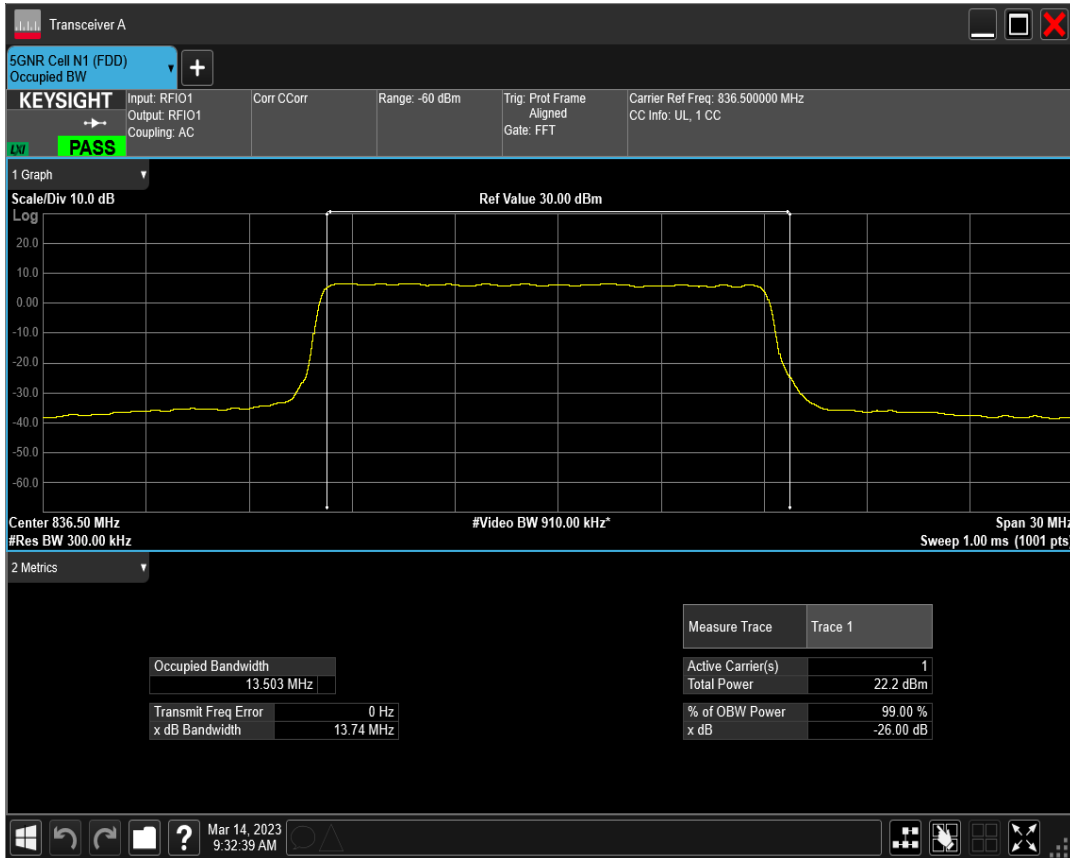 Transceiver A
5GNR Cell N1 (FDD)
Occupied BW
+
KEYSIGHT
LXI
PASS
Input: RFIO1
Output: RFIO1
Coupling: AC
Corr CCorr
Range: -60 dBm
Trig: Prot Frame
Aligned
Gate: FFT
Carrier Ref Freq: 836.500000 MHz
CC Info: UL, 1 CC
1 Graph
Scale/Div 10.0 dB
Ref Value 30.00 dBm
Log
20.0
10.0
0.00
-10.0
-20.0
-30.0
-40.0
-50.0
-60.0
Center 836.50 MHz
#Video BW 910.00 kHz*
Span 30 MHz
#Res BW 300.00 kHz
Sweep 1.00 ms (1001 pts)
2 Metrics
Measure Trace Trace 1
Occupied Bandwidth
13.503 MHz
Active Carrier(s) 1
Total Power 22.2 dBm
Transmit Freq Error 0 Hz
x dB Bandwidth 13.74 MHz
% of OBW Power 99.00 %
x dB -26.00 dB
?
Mar 14, 2023
9:32:39 AM